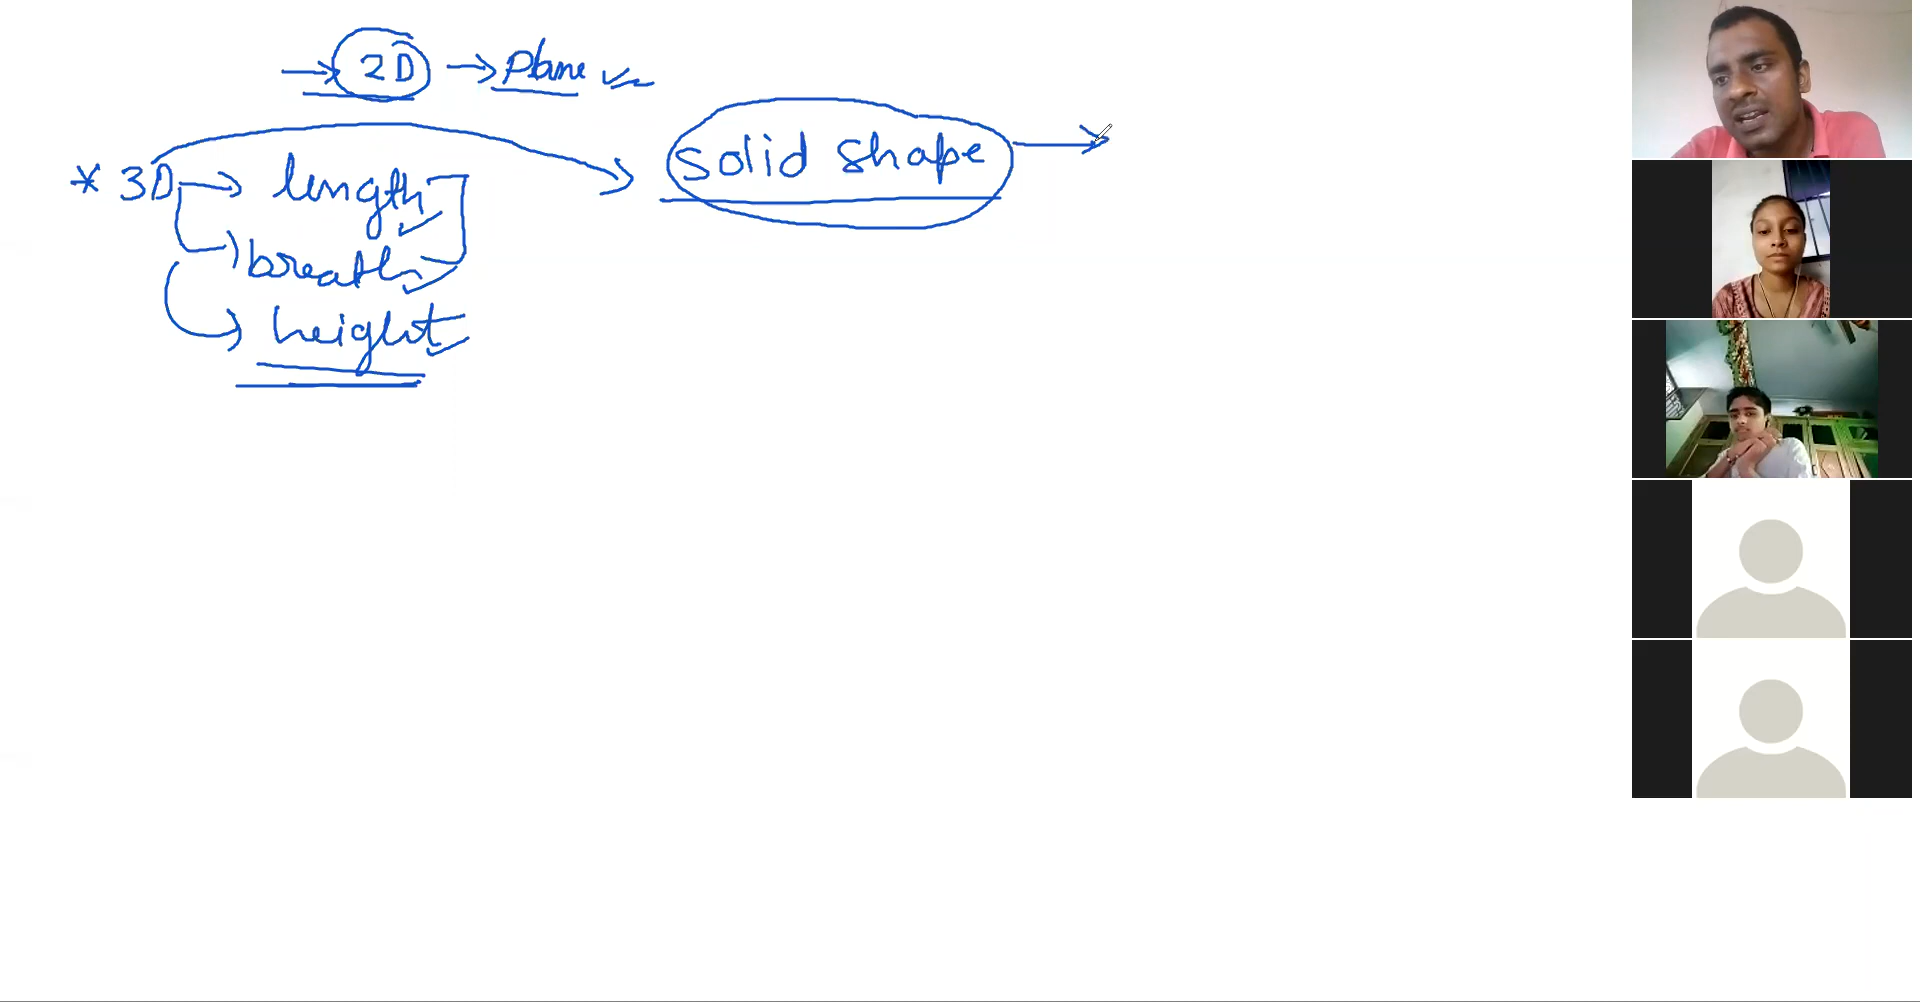 → 2D → Plane
solid shape →
* 3D → length
breath
height